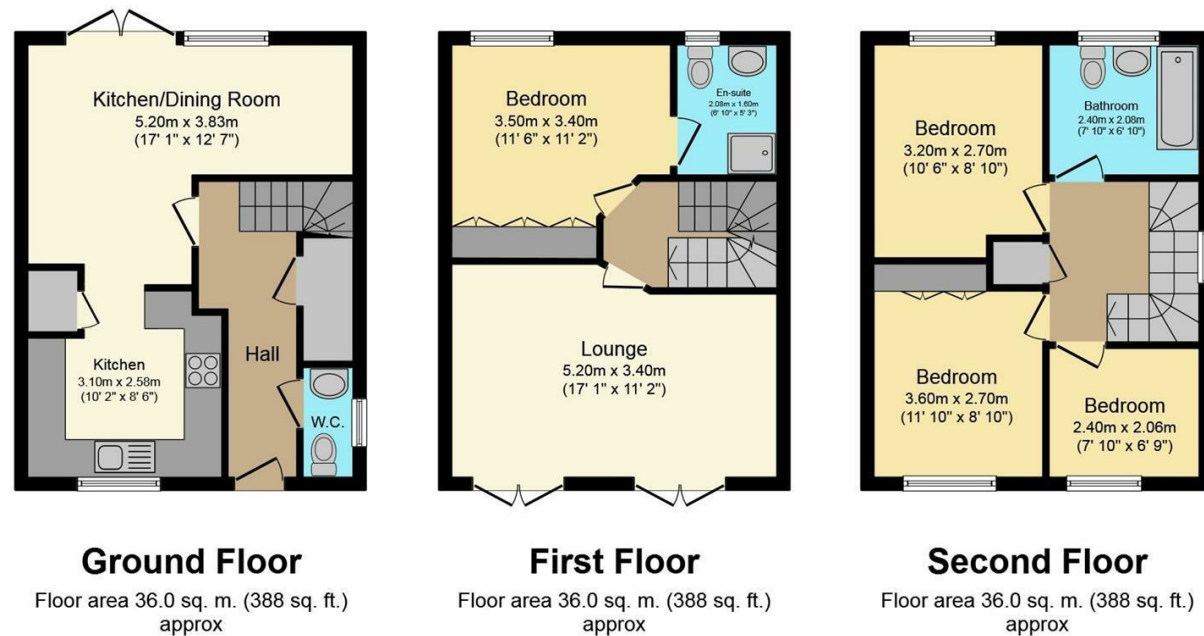 Kitchen/Dining Room
5.20m x 3.83m
(17' 1" x 12' 7")
Kitchen
3.10m x 2.58m
(10' 2" x 8' 6")
Hall
W.C.
Ground Floor
Floor area 36.0 sq. m. (388 sq. ft.)
approx
Bedroom
3.50m x 3.40m
(11' 6" x 11' 2")
En-suite
2.08m x 1.60m
(6' 10" x 5' 3")
Lounge
5.20m x 3.40m
(17' 1" x 11' 2")
First Floor
Floor area 36.0 sq. m. (388 sq. ft.)
approx
Bedroom
3.20m x 2.70m
(10' 6" x 8' 10")
Bathroom
2.40m x 2.08m
(7' 10" x 6' 10")
Bedroom
3.60m x 2.70m
(11' 10" x 8' 10")
Bedroom
2.40m x 2.06m
(7' 10" x 6' 9")
Second Floor
Floor area 36.0 sq. m. (388 sq. ft.)
approx